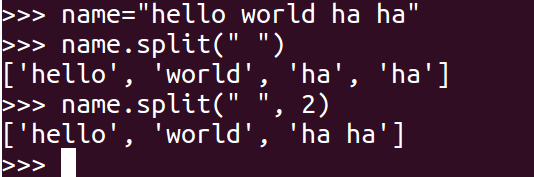 >>> name="hello world ha ha"
>>> name.split(" ")
['hello', 'world', 'ha', 'ha']
>>> name.split(" ", 2)
['hello', 'world', 'ha ha']
>>>